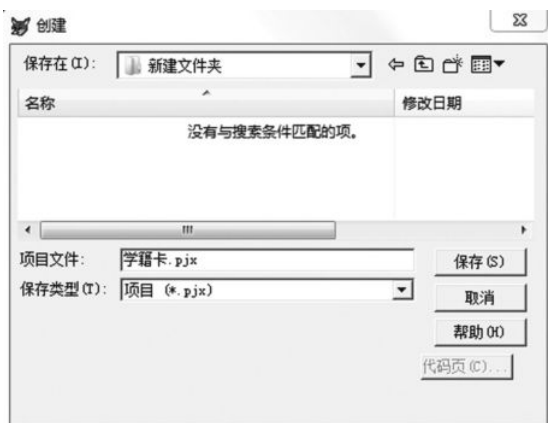 创建
保存在(I): 新建文件夹
名称 修改日期
没有与搜索条件匹配的项。
项目文件: 学籍卡.pjx 保存(S)
保存类型(T): 项目 (*.pjx) 取消
帮助(H)
代码页(C)...